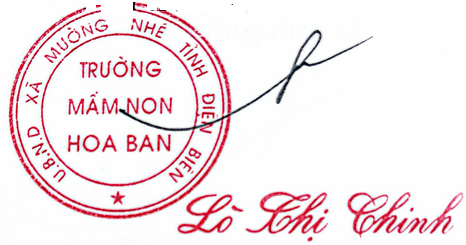 U.B.N.D XÃ MƯỜNG NHÉ TỈNH ĐIỆN BIÊN
TRƯỜNG
MẦM NON
HOA BAN
Lò Thị Chinh